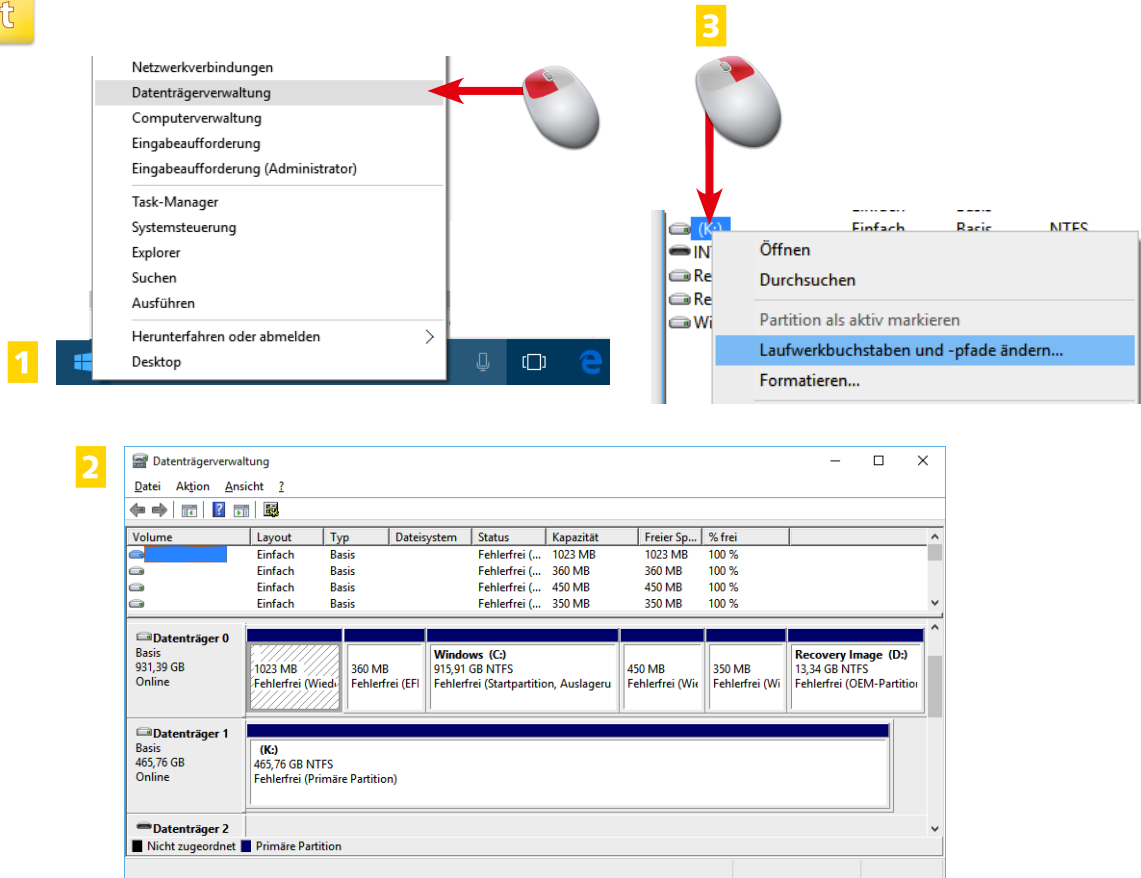 t
3
Netzwerkverbindungen
Datenträgerverwaltung
Computerverwaltung
Eingabeaufforderung
Eingabeaufforderung (Administrator)
Task-Manager
Systemsteuerung
Explorer
Suchen
Ausführen
Herunterfahren oder abmelden
Desktop
1
(K:) Einfach Basis NTFS
IN
Re
Re
Wi
Öffnen
Durchsuchen
Partition als aktiv markieren
Laufwerkbuchstaben und -pfade ändern...
Formatieren...
2
Datenträgerverwaltung
Datei Aktion Ansicht ?
Volume Layout Typ Dateisystem Status Kapazität Freier Sp... % frei
Einfach Basis Fehlerfrei (... 1023 MB 1023 MB 100 %
Einfach Basis Fehlerfrei (... 360 MB 360 MB 100 %
Einfach Basis Fehlerfrei (... 450 MB 450 MB 100 %
Einfach Basis Fehlerfrei (... 350 MB 350 MB 100 %
Datenträger 0
Basis
931,39 GB
Online
1023 MB
Fehlerfrei (Wied
360 MB
Fehlerfrei (EFI
Windows (C:)
915,91 GB NTFS
Fehlerfrei (Startpartition, Auslageru
450 MB
Fehlerfrei (Wie
350 MB
Fehlerfrei (Wi
Recovery Image (D:)
13,34 GB NTFS
Fehlerfrei (OEM-Partitio
Datenträger 1
Basis
465,76 GB
Online
(K:)
465,76 GB NTFS
Fehlerfrei (Primäre Partition)
Datenträger 2
Nicht zugeordnet Primäre Partition